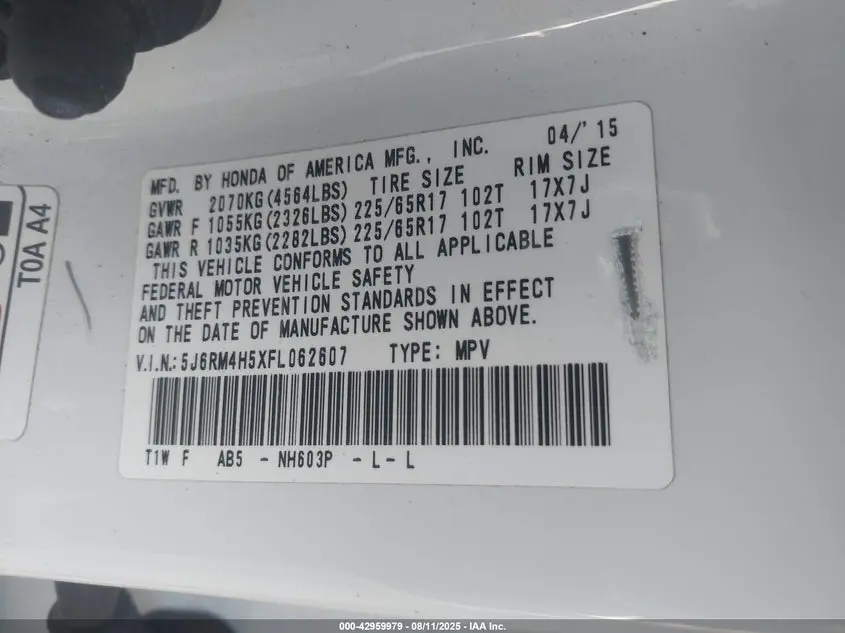 MFD. BY HONDA OF AMERICA MFG., INC. 04/'15
GVWR 2070KG(4564LBS) TIRE SIZE RIM SIZE
GAWR F 1055KG(2326LBS) 225/65R17 102T 17X7J
GAWR R 1035KG(2282LBS) 225/65R17 102T 17X7J
THIS VEHICLE CONFORMS TO ALL APPLICABLE
FEDERAL MOTOR VEHICLE SAFETY
AND THEFT PREVENTION STANDARDS IN EFFECT
ON THE DATE OF MANUFACTURE SHOWN ABOVE.
V.I.N.: 5J6RM4H5XFL062607 TYPE: MPV
T1W F AB5 - NH603P - L - L
T0A A4
000-42959979 - 08/11/2025 - IAA Inc.